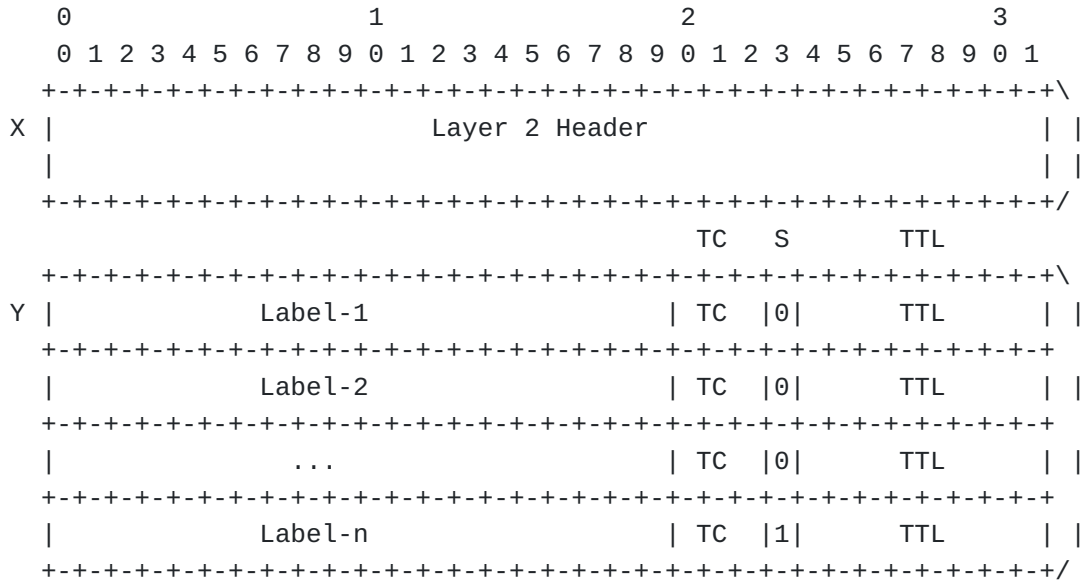 0                   1                   2                   3
    0 1 2 3 4 5 6 7 8 9 0 1 2 3 4 5 6 7 8 9 0 1 2 3 4 5 6 7 8 9 0 1
   +-+-+-+-+-+-+-+-+-+-+-+-+-+-+-+-+-+-+-+-+-+-+-+-+-+-+-+-+-+-+-+-+\
 X |                        Layer 2 Header                         | |
   |                                                               | |
   +-+-+-+-+-+-+-+-+-+-+-+-+-+-+-+-+-+-+-+-+-+-+-+-+-+-+-+-+-+-+-+-+/
                                             TC   S       TTL
   +-+-+-+-+-+-+-+-+-+-+-+-+-+-+-+-+-+-+-+-+-+-+-+-+-+-+-+-+-+-+-+-+\
 Y |             Label-1                   | TC  |0|      TTL      | |
   +-+-+-+-+-+-+-+-+-+-+-+-+-+-+-+-+-+-+-+-+-+-+-+-+-+-+-+-+-+-+-+-+
   |             Label-2                   | TC  |0|      TTL      | |
   +-+-+-+-+-+-+-+-+-+-+-+-+-+-+-+-+-+-+-+-+-+-+-+-+-+-+-+-+-+-+-+-+
   |               ...                     | TC  |0|      TTL      | |
   +-+-+-+-+-+-+-+-+-+-+-+-+-+-+-+-+-+-+-+-+-+-+-+-+-+-+-+-+-+-+-+-+
   |             Label-n                   | TC  |1|      TTL      | |
   +-+-+-+-+-+-+-+-+-+-+-+-+-+-+-+-+-+-+-+-+-+-+-+-+-+-+-+-+-+-+-+-+/